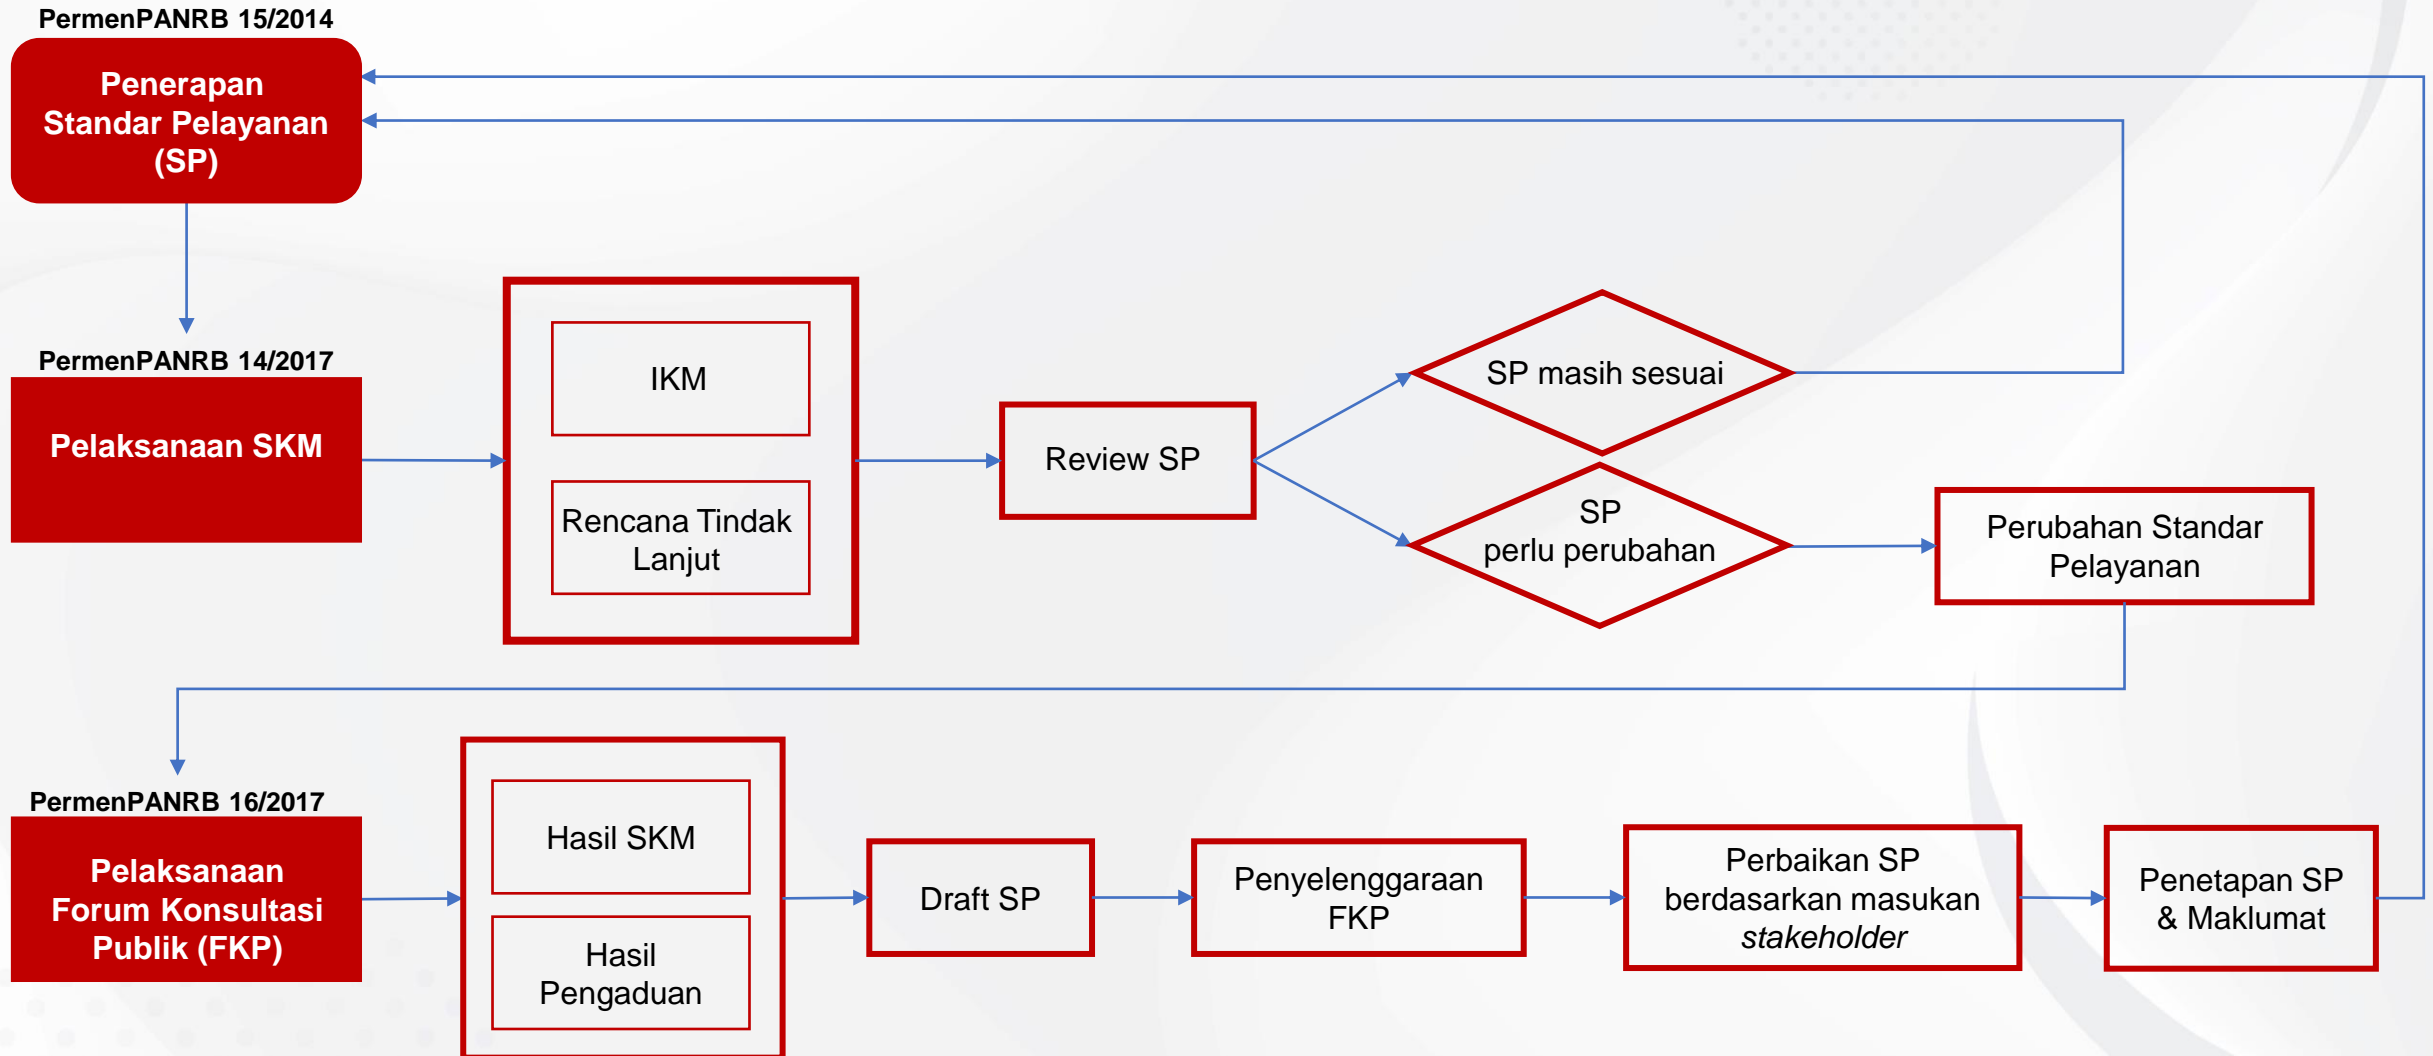 PermenPANRB 15/2014
Penerapan
Standar Pelayanan
(SP)
PermenPANRB 14/2017
Pelaksanaan SKM
IKM
Rencana Tindak
Lanjut
Review SP
SP masih sesuai
SP
perlu perubahan
Perubahan Standar
Pelayanan
PermenPANRB 16/2017
Pelaksanaan
Forum Konsultasi
Publik (FKP)
Hasil SKM
Hasil
Pengaduan
Draft SP
Penyelenggaraan
FKP
Perbaikan SP
berdasarkan masukan
stakeholder
Penetapan SP
& Maklumat